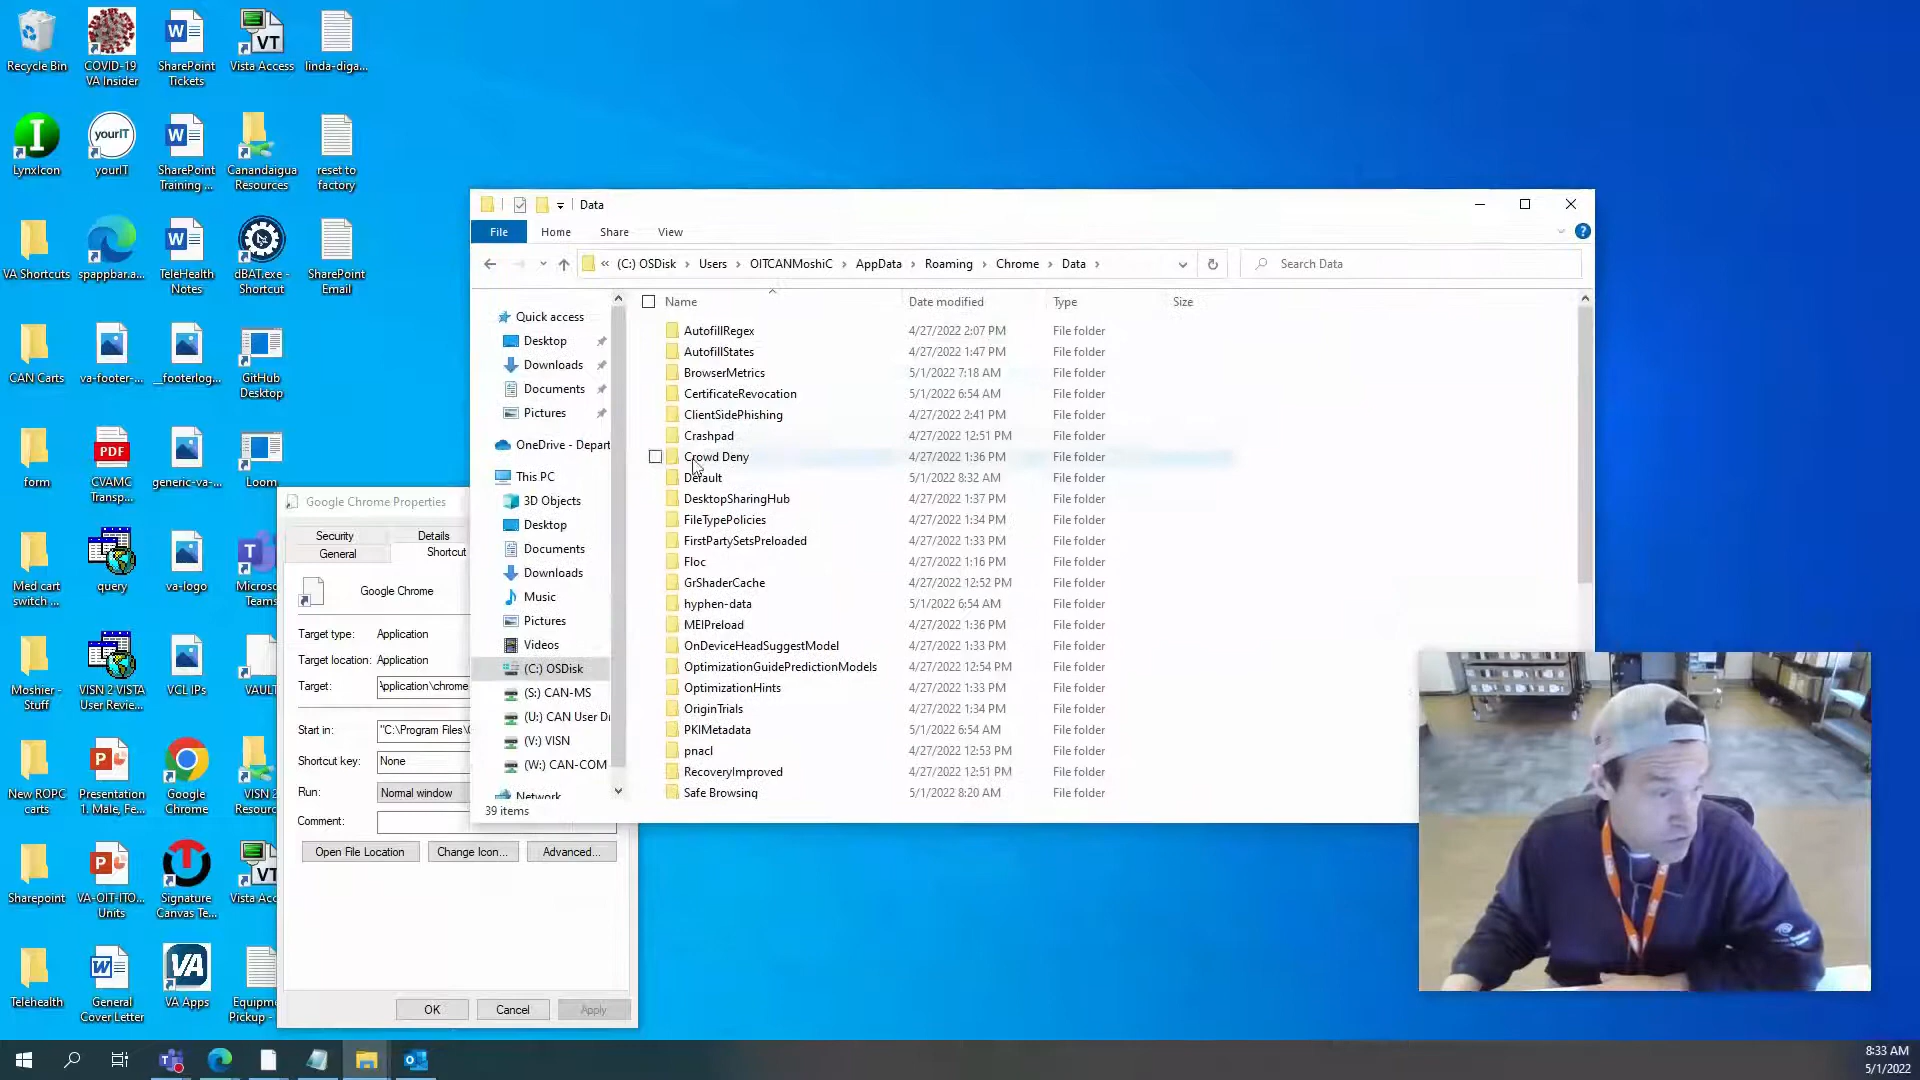 Recycle Bin
COVID-19 VA Insider
SharePoint Tickets
VT
Vista Access
linda-diga...
I
LynxIcon
yourIT
yourIT
SharePoint Training ...
Canandaigua Resources
reset to factory
VA Shortcuts
spappbar.a...
TeleHealth Notes
dBAT.exe - Shortcut
SharePoint Email
CAN Carts
va-footer-...
__footerlog...
GitHub Desktop
form
PDF
CVAMC Transp...
generic-va-...
Loom
Med cart switch ...
query
va-logo
Microso Teams
Moshier - Stuff
VISN 2 VISTA User Revie...
VCL IPs
VAULT
New ROPC carts
Presentation 1. Male, Fe...
Google Chrome
VISN 2 Resourc
Sharepoint
VA-OIT-ITO... Units
Signature Canvas Te...
VT
Vista Acc
Telehealth
General Cover Letter
VA
VA Apps
Equipm Pickup -
Data
File
Home
Share
View
« (C:) OSDisk > Users > OITCANMoshiC > AppData > Roaming > Chrome > Data >
Search Data
Quick access
Desktop
Downloads
Documents
Pictures
OneDrive - Depart
This PC
3D Objects
Desktop
Documents
Downloads
Music
Pictures
Videos
(C:) OSDisk
(S:) CAN-MS
(U:) CAN User Dr
(V:) VISN
(W:) CAN-COM
Network
39 items
Name Date modified Type Size
AutofillRegex 4/27/2022 2:07 PM File folder
AutofillStates 4/27/2022 1:47 PM File folder
BrowserMetrics 5/1/2022 7:18 AM File folder
CertificateRevocation 5/1/2022 6:54 AM File folder
ClientSidePhishing 4/27/2022 2:41 PM File folder
Crashpad 4/27/2022 12:51 PM File folder
Crowd Deny 4/27/2022 1:36 PM File folder
Default 5/1/2022 8:32 AM File folder
DesktopSharingHub 4/27/2022 1:37 PM File folder
FileTypePolicies 4/27/2022 1:34 PM File folder
FirstPartySetsPreloaded 4/27/2022 1:33 PM File folder
Floc 4/27/2022 1:16 PM File folder
GrShaderCache 4/27/2022 12:52 PM File folder
hyphen-data 5/1/2022 6:54 AM File folder
MEIPreload 4/27/2022 1:36 PM File folder
OnDeviceHeadSuggestModel 4/27/2022 1:33 PM File folder
OptimizationGuidePredictionModels 4/27/2022 12:54 PM File folder
OptimizationHints 4/27/2022 1:33 PM File folder
OriginTrials 4/27/2022 1:34 PM File folder
PKIMetadata 5/1/2022 6:54 AM File folder
pnacl 4/27/2022 12:53 PM File folder
RecoveryImproved 4/27/2022 12:51 PM File folder
Safe Browsing 5/1/2022 8:20 AM File folder
Google Chrome Properties
Security
Details
General
Shortcut
Google Chrome
Target type: Application
Target location: Application
Target: Application\chrome
Start in: "C:\Program Files\
Shortcut key: None
Run: Normal window
Comment:
Open File Location
Change Icon...
Advanced...
OK
Cancel
Apply
8:33 AM
5/1/2022